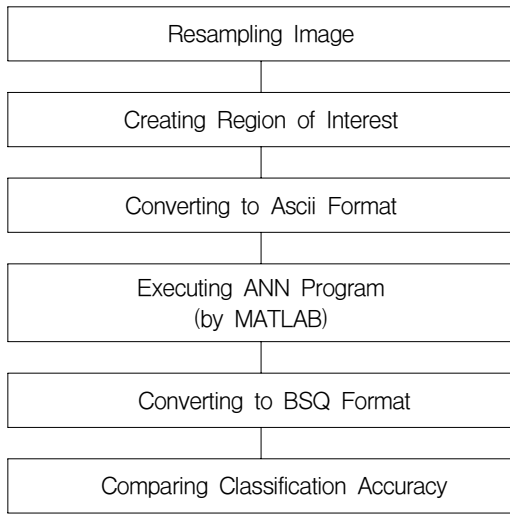 Resampling Image
Creating Region of Interest
Converting to Ascii Format
Executing ANN Program
(by MATLAB)
Converting to BSQ Format
Comparing Classification Accuracy